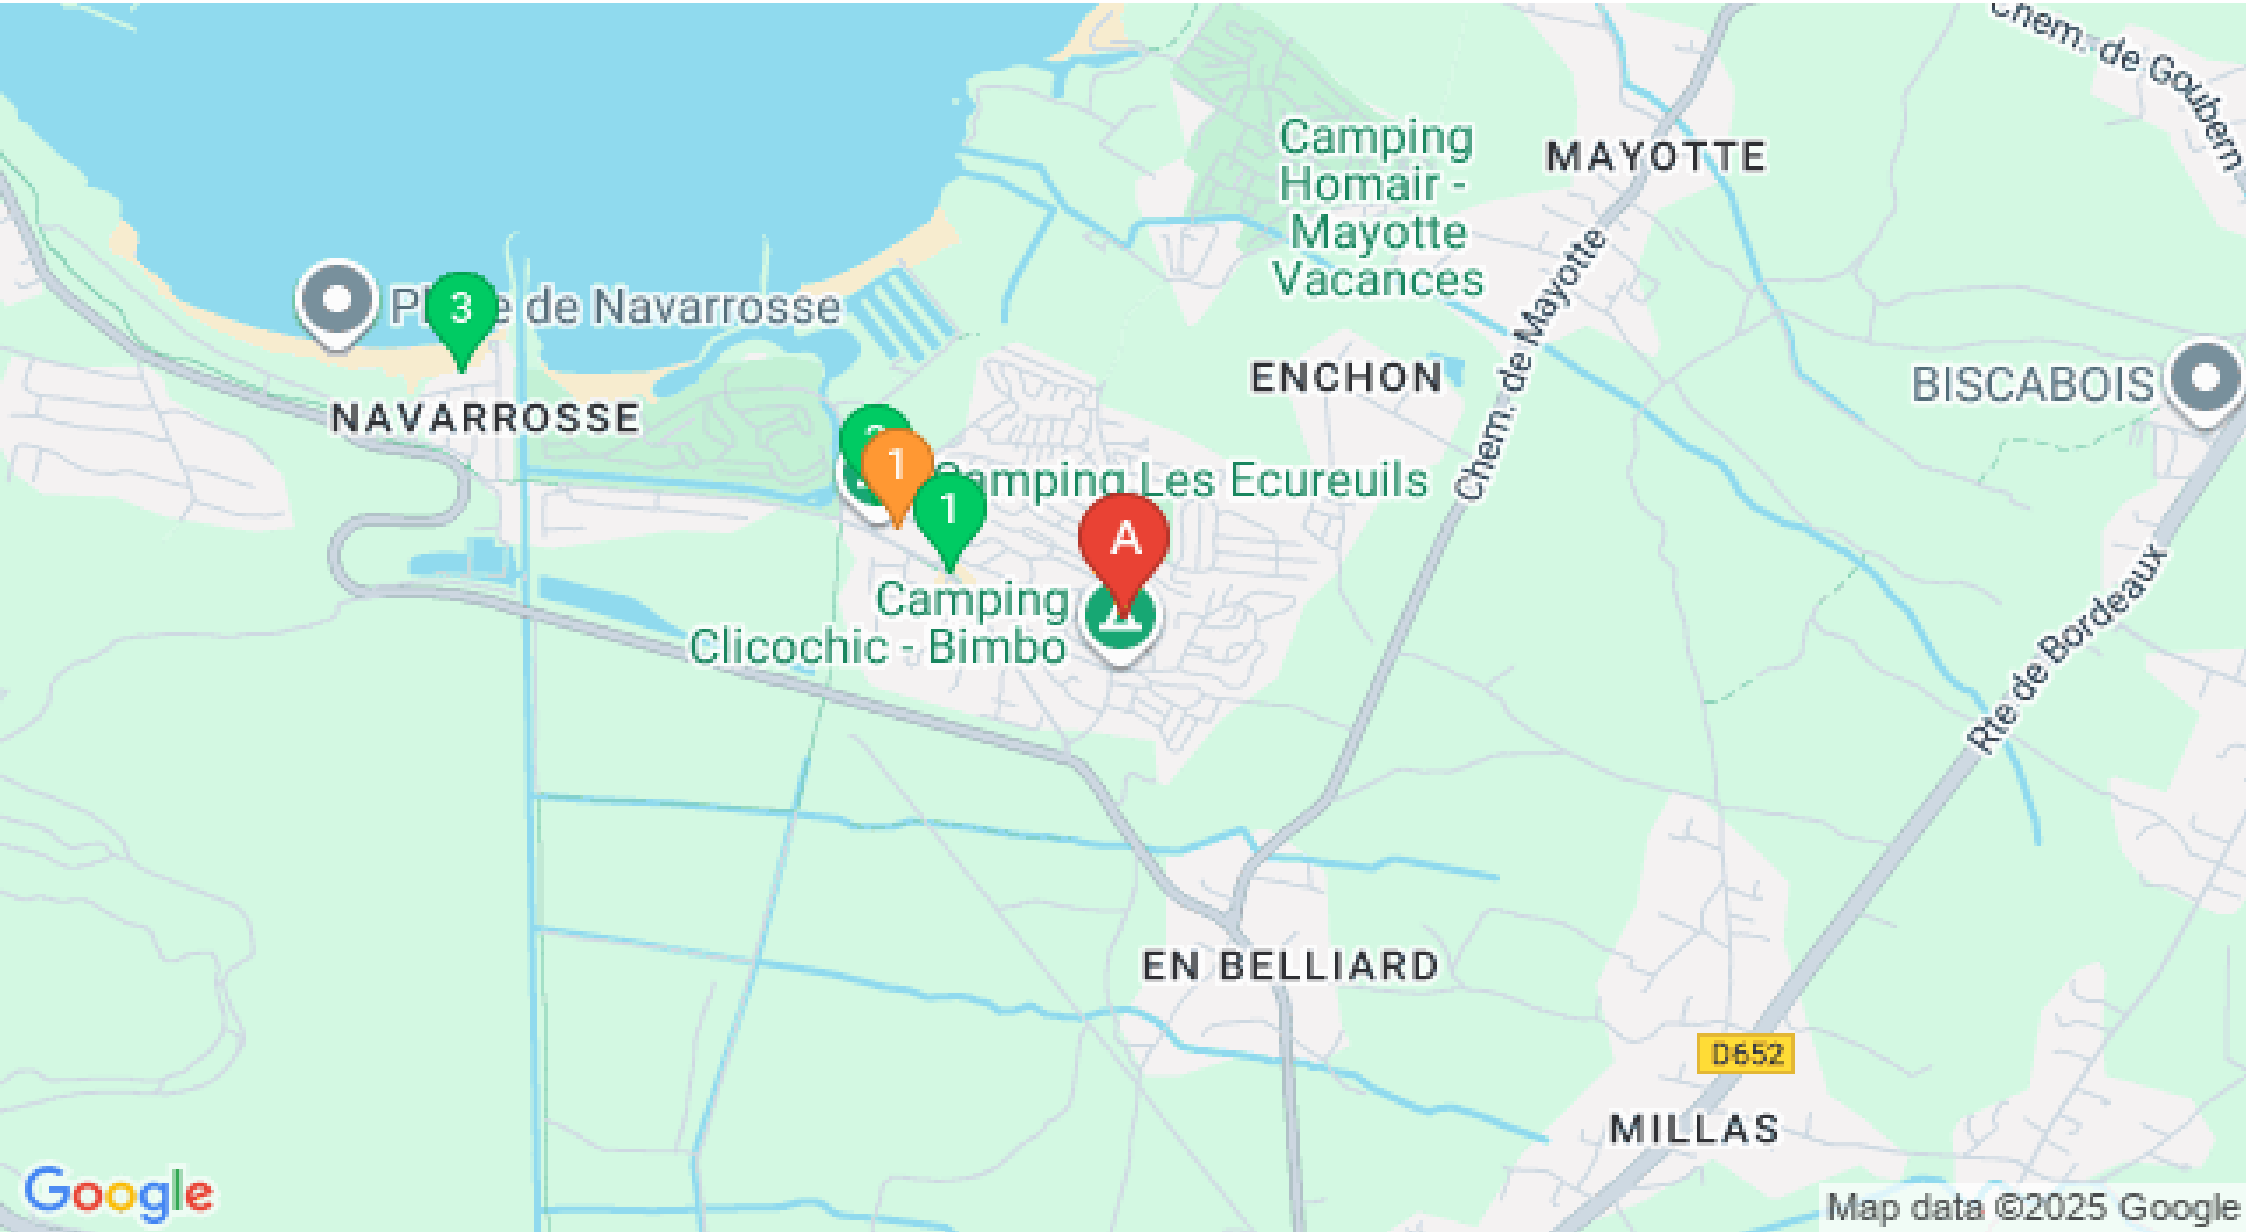 Chem. de Goubern
Camping
Homair -
Mayotte
Vacances
MAYOTTE
3
de Navarrosse
Chem. de Mayotte
ENCHON
BISCABOIS
NAVARROSSE
1
Camping Les Ecureuils
1
A
Camping
Clicochic - Bimbo
Rte de Bordeaux
EN BELLIARD
D652
MILLAS
Google
Map data ©2025 Google